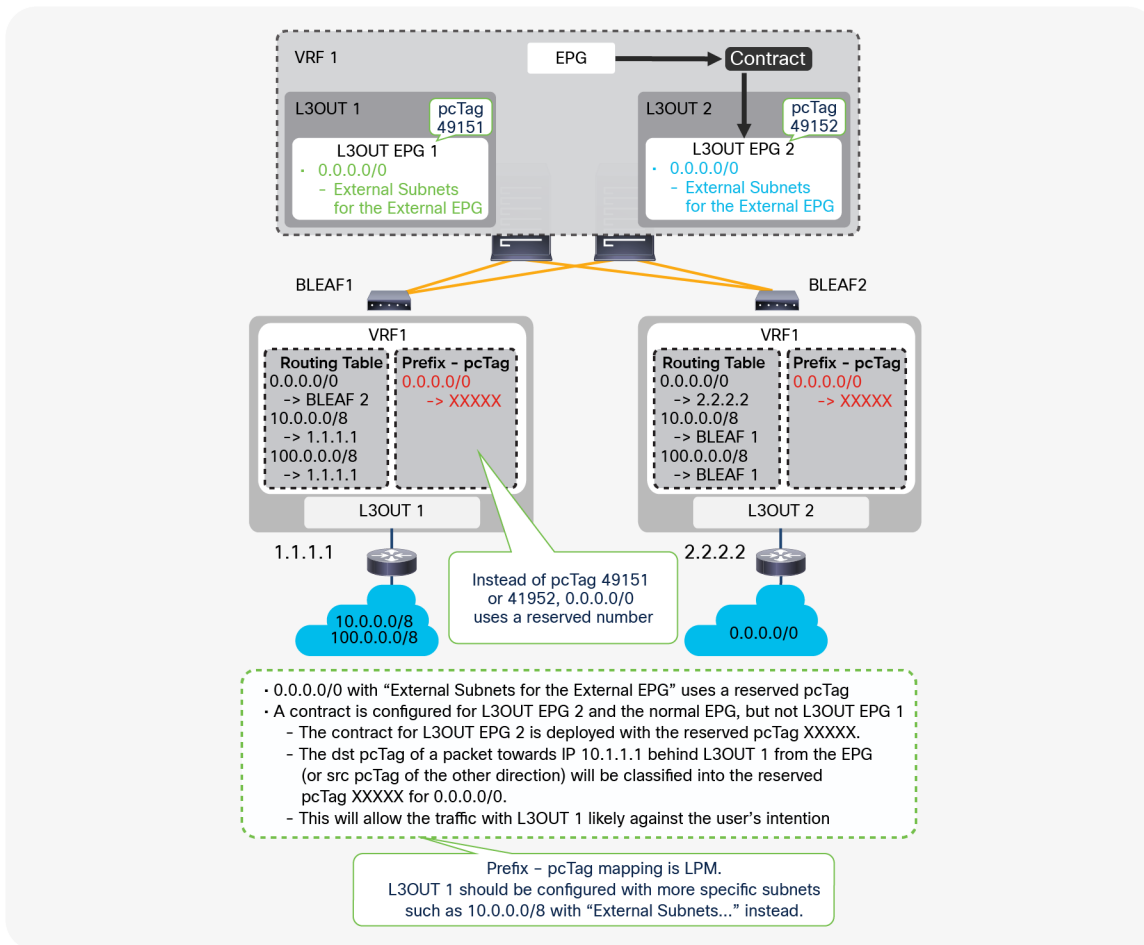 VRF 1
EPG
Contract
L3OUT 1
pcTag
49151
L3OUT EPG 1
· 0.0.0.0/0
– External Subnets
for the External EPG
L3OUT 2
pcTag
49152
L3OUT EPG 2
· 0.0.0.0/0
– External Subnets
for the External EPG
BLEAF1
BLEAF2
VRF1
Routing Table
0.0.0.0/0
-> BLEAF 2
10.0.0.0/8
-> 1.1.1.1
100.0.0.0/8
-> 1.1.1.1
Prefix – pcTag
0.0.0.0/0
-> XXXXX
L3OUT 1
VRF1
Routing Table
0.0.0.0/0
-> 2.2.2.2
10.0.0.0/8
-> BLEAF 1
100.0.0.0/8
-> BLEAF 1
Prefix – pcTag
0.0.0.0/0
-> XXXXX
L3OUT 2
1.1.1.1
2.2.2.2
Instead of pcTag 49151
or 41952, 0.0.0.0/0
uses a reserved number
10.0.0.0/8
100.0.0.0/8
0.0.0.0/0
· 0.0.0.0/0 with “External Subnets for the External EPG” uses a reserved pcTag
· A contract is configured for L3OUT EPG 2 and the normal EPG, but not L3OUT EPG 1
– The contract for L3OUT EPG 2 is deployed with the reserved pcTag XXXXX.
– The dst pcTag of a packet towards IP 10.1.1.1 behind L3OUT 1 from the EPG
(or src pcTag of the other direction) will be classified into the reserved
pcTag XXXXX for 0.0.0.0/0.
– This will allow the traffic with L3OUT 1 likely against the user’s intention
Prefix – pcTag mapping is LPM.
L3OUT 1 should be configured with more specific subnets
such as 10.0.0.0/8 with “External Subnets...” instead.